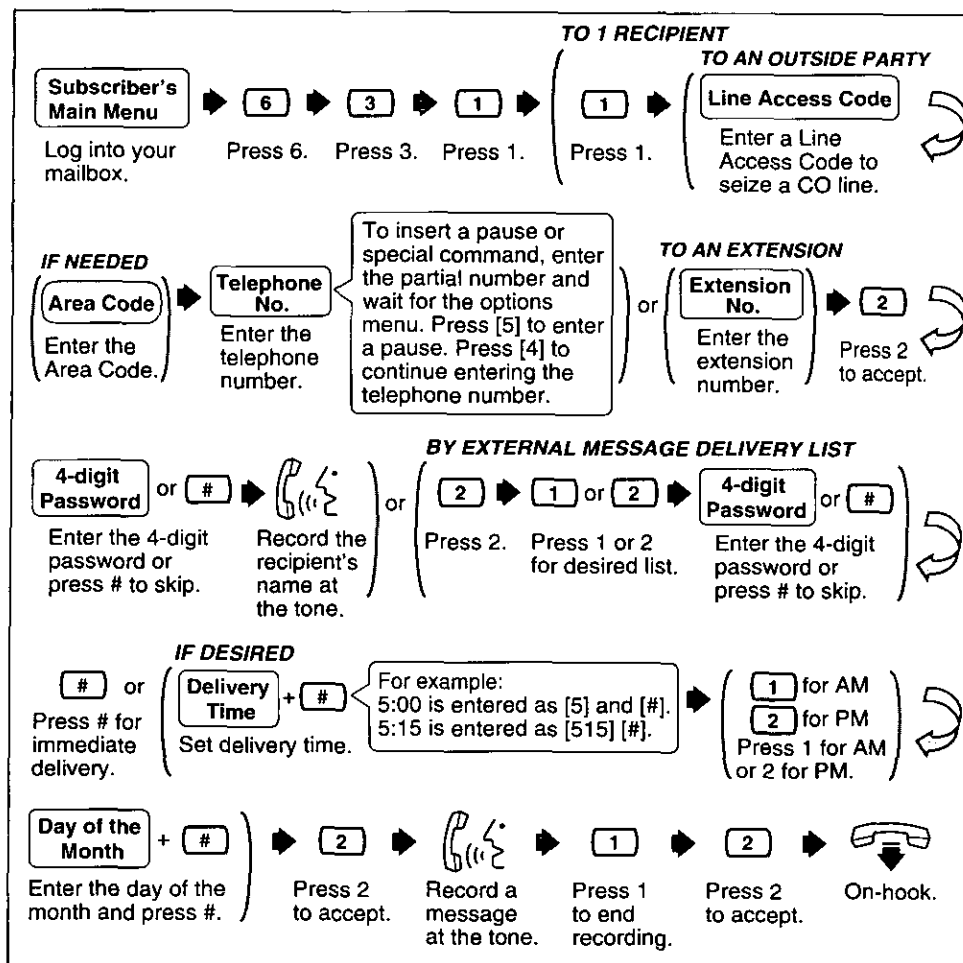 TO 1 RECIPIENT
TO AN OUTSIDE PARTY
Subscriber's
Main Menu
Log into your
mailbox.
6
Press 6.
3
Press 3.
1
Press 1.
1
Press 1.
Line Access Code
Enter a Line
Access Code to
seize a CO line.
IF NEEDED
Area Code
Enter the
Area Code.
Telephone
No.
Enter the
telephone
number.
To insert a pause or
special command, enter
the partial number and
wait for the options
menu. Press [5] to enter
a pause. Press [4] to
continue entering the
telephone number.
or
TO AN EXTENSION
Extension
No.
Enter the
extension
number.
2
Press 2
to accept.
4-digit
Password
or #
Enter the 4-digit
password or
press # to skip.
Record the
recipient's
name at
the tone.
or
BY EXTERNAL MESSAGE DELIVERY LIST
2
Press 2.
1 or 2
Press 1 or 2
for desired list.
4-digit
Password
or #
Enter the 4-digit
password or
press # to skip.
# or
Press # for
immediate
delivery.
IF DESIRED
Delivery
Time
+ #
Set delivery time.
For example:
5:00 is entered as [5] and [#].
5:15 is entered as [515] [#].
1 for AM
2 for PM
Press 1 for AM
or 2 for PM.
Day of the
Month
+ #
Enter the day of the
month and press #.
2
Press 2
to accept.
Record a
message
at the tone.
1
Press 1
to end
recording.
2
Press 2
to accept.
On-hook.